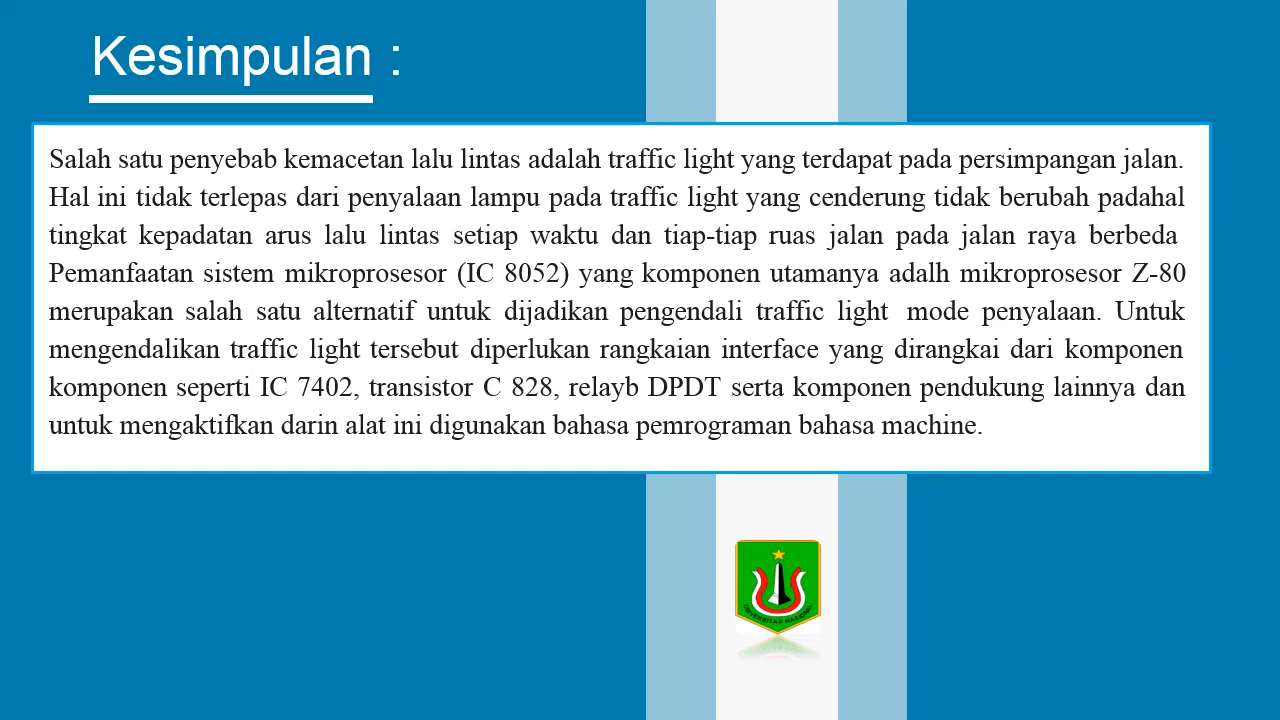 Kesimpulan :
Salah satu penyebab kemacetan lalu lintas adalah traffic light yang terdapat pada persimpangan jalan.
Hal ini tidak terlepas dari penyalaan lampu pada traffic light yang cenderung tidak berubah padahal
tingkat kepadatan arus lalu lintas setiap waktu dan tiap-tiap ruas jalan pada jalan raya berbeda
Pemanfaatan sistem mikroprosesor (IC 8052) yang komponen utamanya adalh mikroprosesor Z-80
merupakan salah satu alternatif untuk dijadikan pengendali traffic light mode penyalaan. Untuk
mengendalikan traffic light tersebut diperlukan rangkaian interface yang dirangkai dari komponen
komponen seperti IC 7402, transistor C 828, relayb DPDT serta komponen pendukung lainnya dan
untuk mengaktifkan darin alat ini digunakan bahasa pemrograman bahasa machine.
UNIVERSITAS NASIONAL